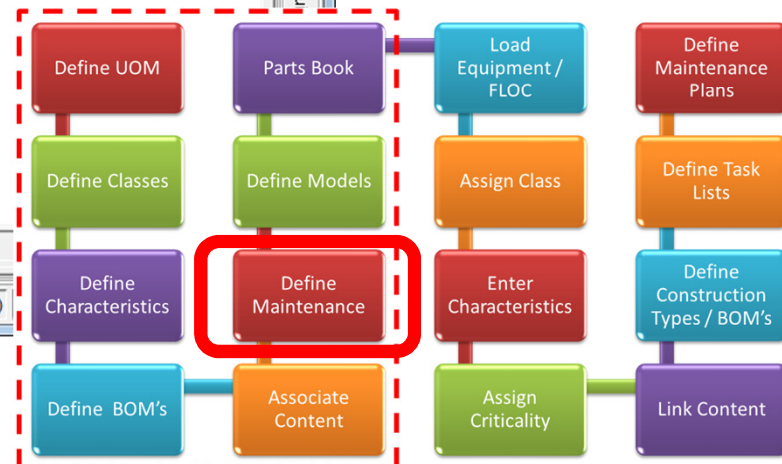 Define UOM
Parts Book
Load
Equipment /
FLOC
Define
Maintenance
Plans
Define Classes
Define Models
Assign Class
Define Task
Lists
Define
Characteristics
Define
Maintenance
Enter
Characteristics
Define
Construction
Types / BOM's
Define BOM's
Associate
Content
Assign
Criticality
Link Content